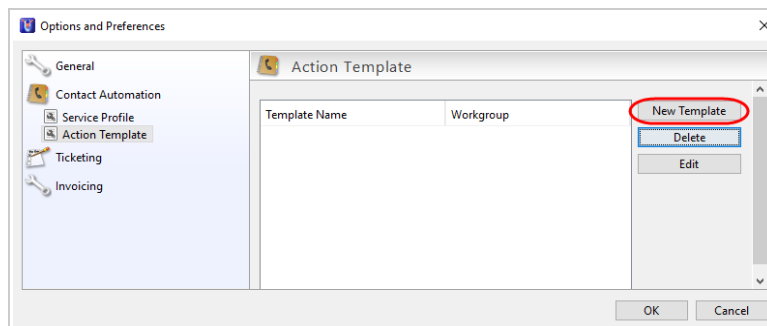 Options and Preferences
General
Contact Automation
Service Profile
Action Template
Ticketing
Invoicing
Action Template
Template Name Workgroup
New Template
Delete
Edit
OK Cancel